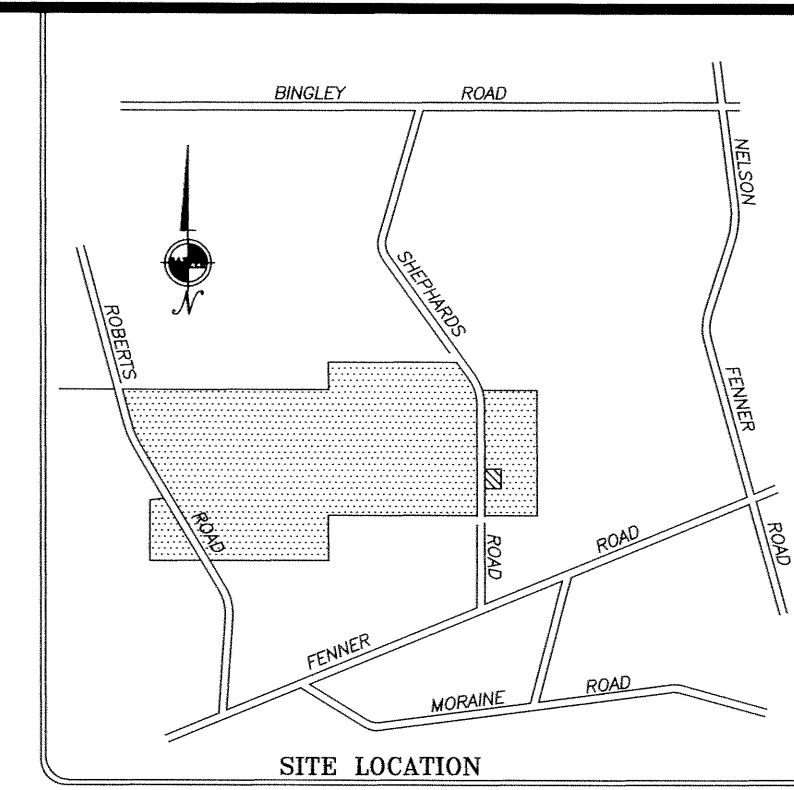 BINGLEY ROAD
NELSON
SHEPHARDS
N
ROBERTS
FENNER
ROAD
ROAD
ROAD
ROAD
FENNER
MORAINE ROAD
SITE LOCATION